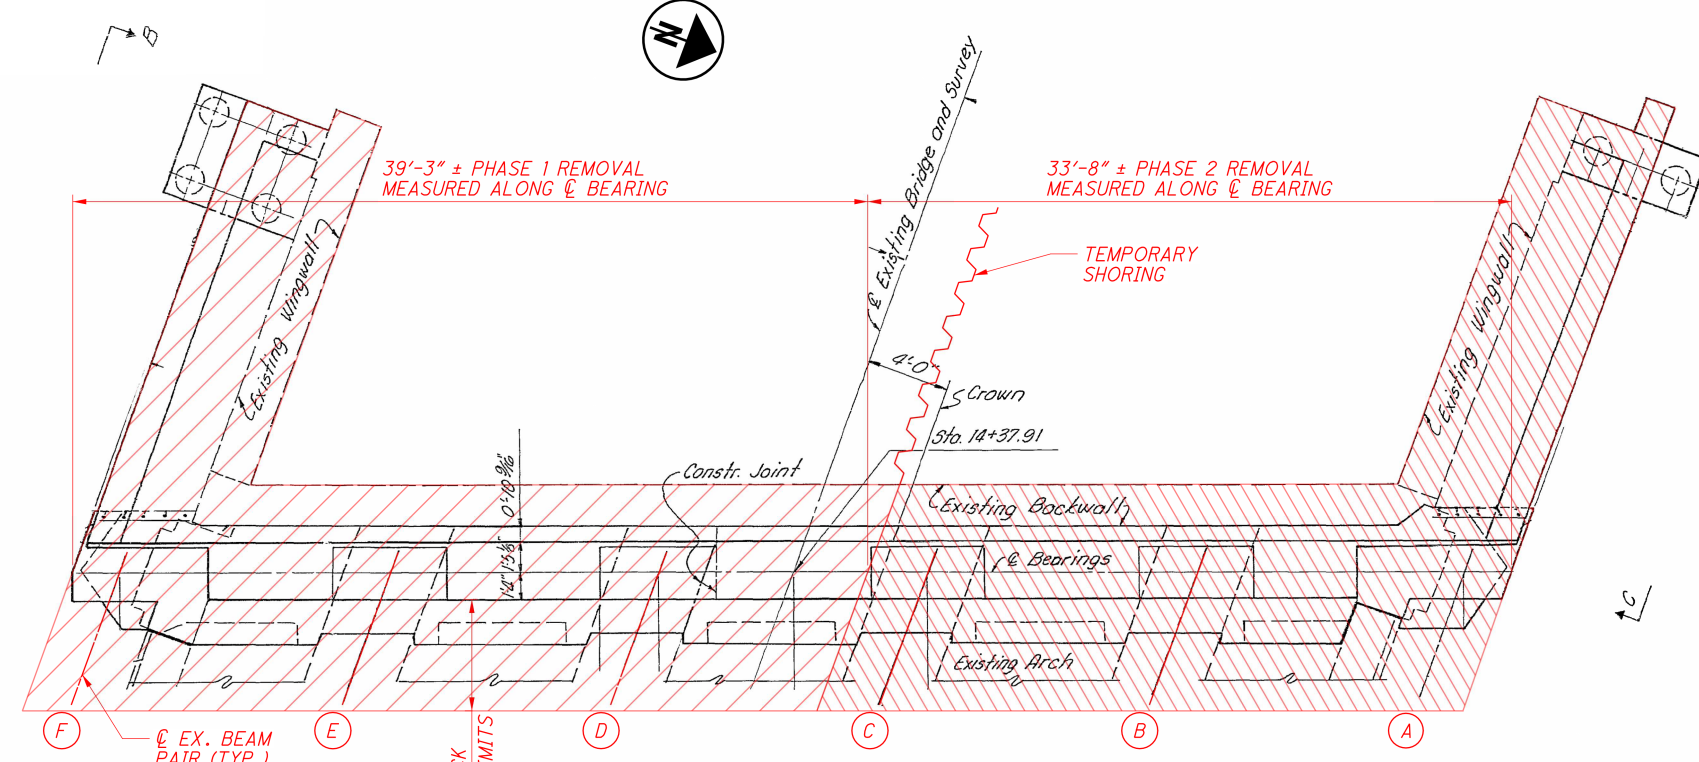 B
N
39'-3" ± PHASE 1 REMOVAL
MEASURED ALONG ℄ BEARING
℄ Existing Bridge and Survey
33'-8" ± PHASE 2 REMOVAL
MEASURED ALONG ℄ BEARING
TEMPORARY
SHORING
Existing Wingwall
Existing Wingwall
4'-0"
Crown
Sta. 14+37.91
Constr. Joint
0'-10 9/16"
Existing Backwall
℄ Bearings
C
Existing Arch
F
E
D
C
B
A
℄ EX. BEAM
PAIR (TYP.)